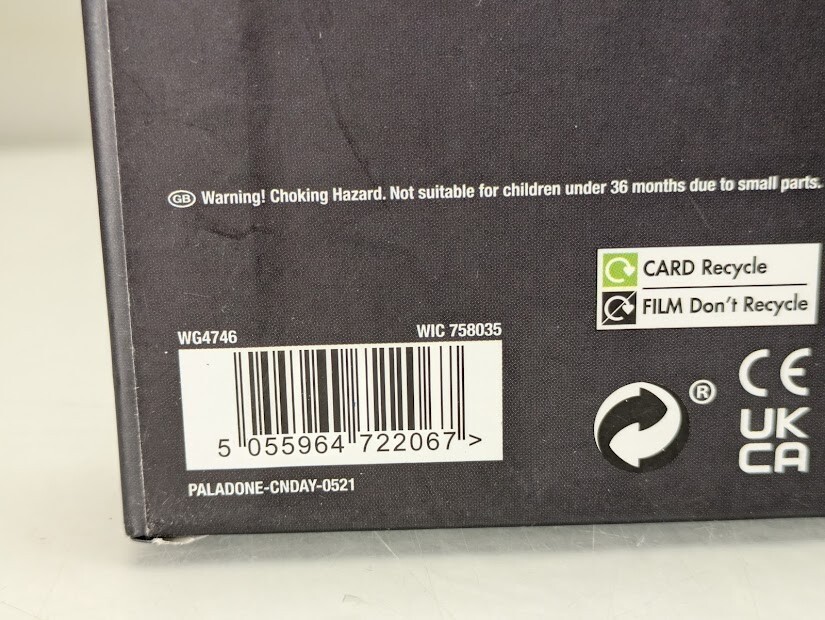 GB Warning! Choking Hazard. Not suitable for children under 36 months due to small parts.
CARD Recycle
FILM Don't Recycle
WG4746 WIC 758035
5 055964 722067 >
PALADONE-CNDAY-0521
®
CE
UK
CA